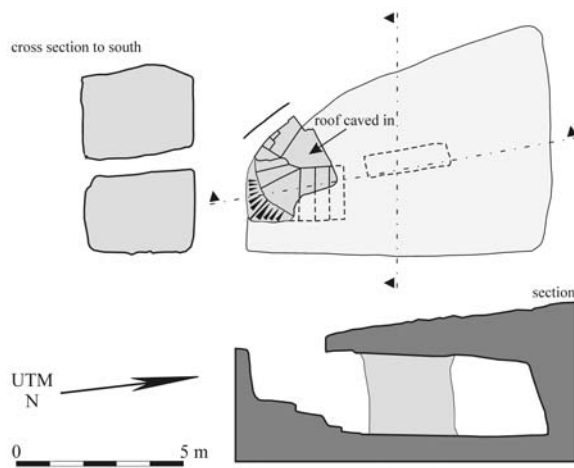 cross section to south
roof caved in
section
UTM
N
0 5 m